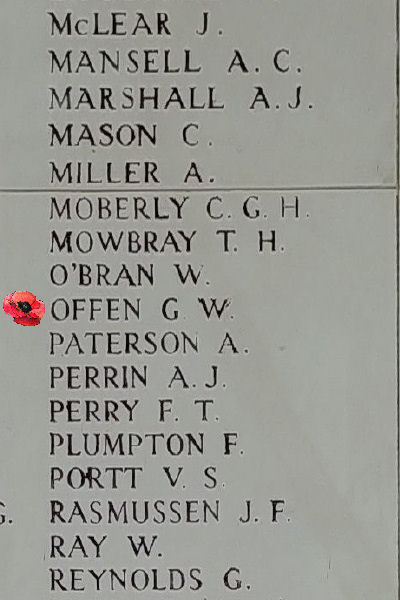 McLEAR J.
MANSELL A. C.
MARSHALL A. J.
MASON C.
MILLER A.
MOBERLY C. G. H.
MOWBRAY T. H.
O'BRAN W.
OFFEN G. W.
PATERSON A.
PERRIN A. J.
PERRY F. T.
PLUMPTON F.
PORTT V. S.
G. RASMUSSEN J. F.
RAY W.
REYNOLDS G.